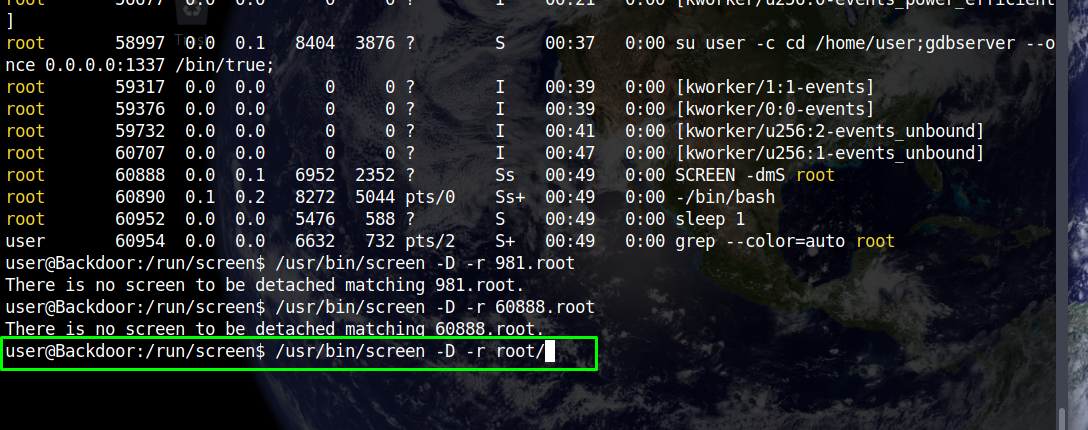 root 56677 0.0 0.0 0 0 ? I 00:21 0:00 [kworker/u256:0-events_power_efficient
]
root 58997 0.0 0.1 8404 3876 ? S 00:37 0:00 su user -c cd /home/user;gdbserver --o
nce 0.0.0.0:1337 /bin/true;
root 59317 0.0 0.0 0 0 ? I 00:39 0:00 [kworker/1:1-events]
root 59376 0.0 0.0 0 0 ? I 00:39 0:00 [kworker/0:0-events]
root 59732 0.0 0.0 0 0 ? I 00:41 0:00 [kworker/u256:2-events_unbound]
root 60707 0.0 0.0 0 0 ? I 00:47 0:00 [kworker/u256:1-events_unbound]
root 60888 0.0 0.1 6952 2352 ? Ss 00:49 0:00 SCREEN -dmS root
root 60890 0.1 0.2 8272 5044 pts/0 Ss+ 00:49 0:00 -/bin/bash
root 60952 0.0 0.0 5476 588 ? S 00:49 0:00 sleep 1
user 60954 0.0 0.0 6632 732 pts/2 S+ 00:49 0:00 grep --color=auto root
user@Backdoor:/run/screen$ /usr/bin/screen -D -r 981.root
There is no screen to be detached matching 981.root.
user@Backdoor:/run/screen$ /usr/bin/screen -D -r 60888.root
There is no screen to be detached matching 60888.root.
user@Backdoor:/run/screen$ /usr/bin/screen -D -r root/